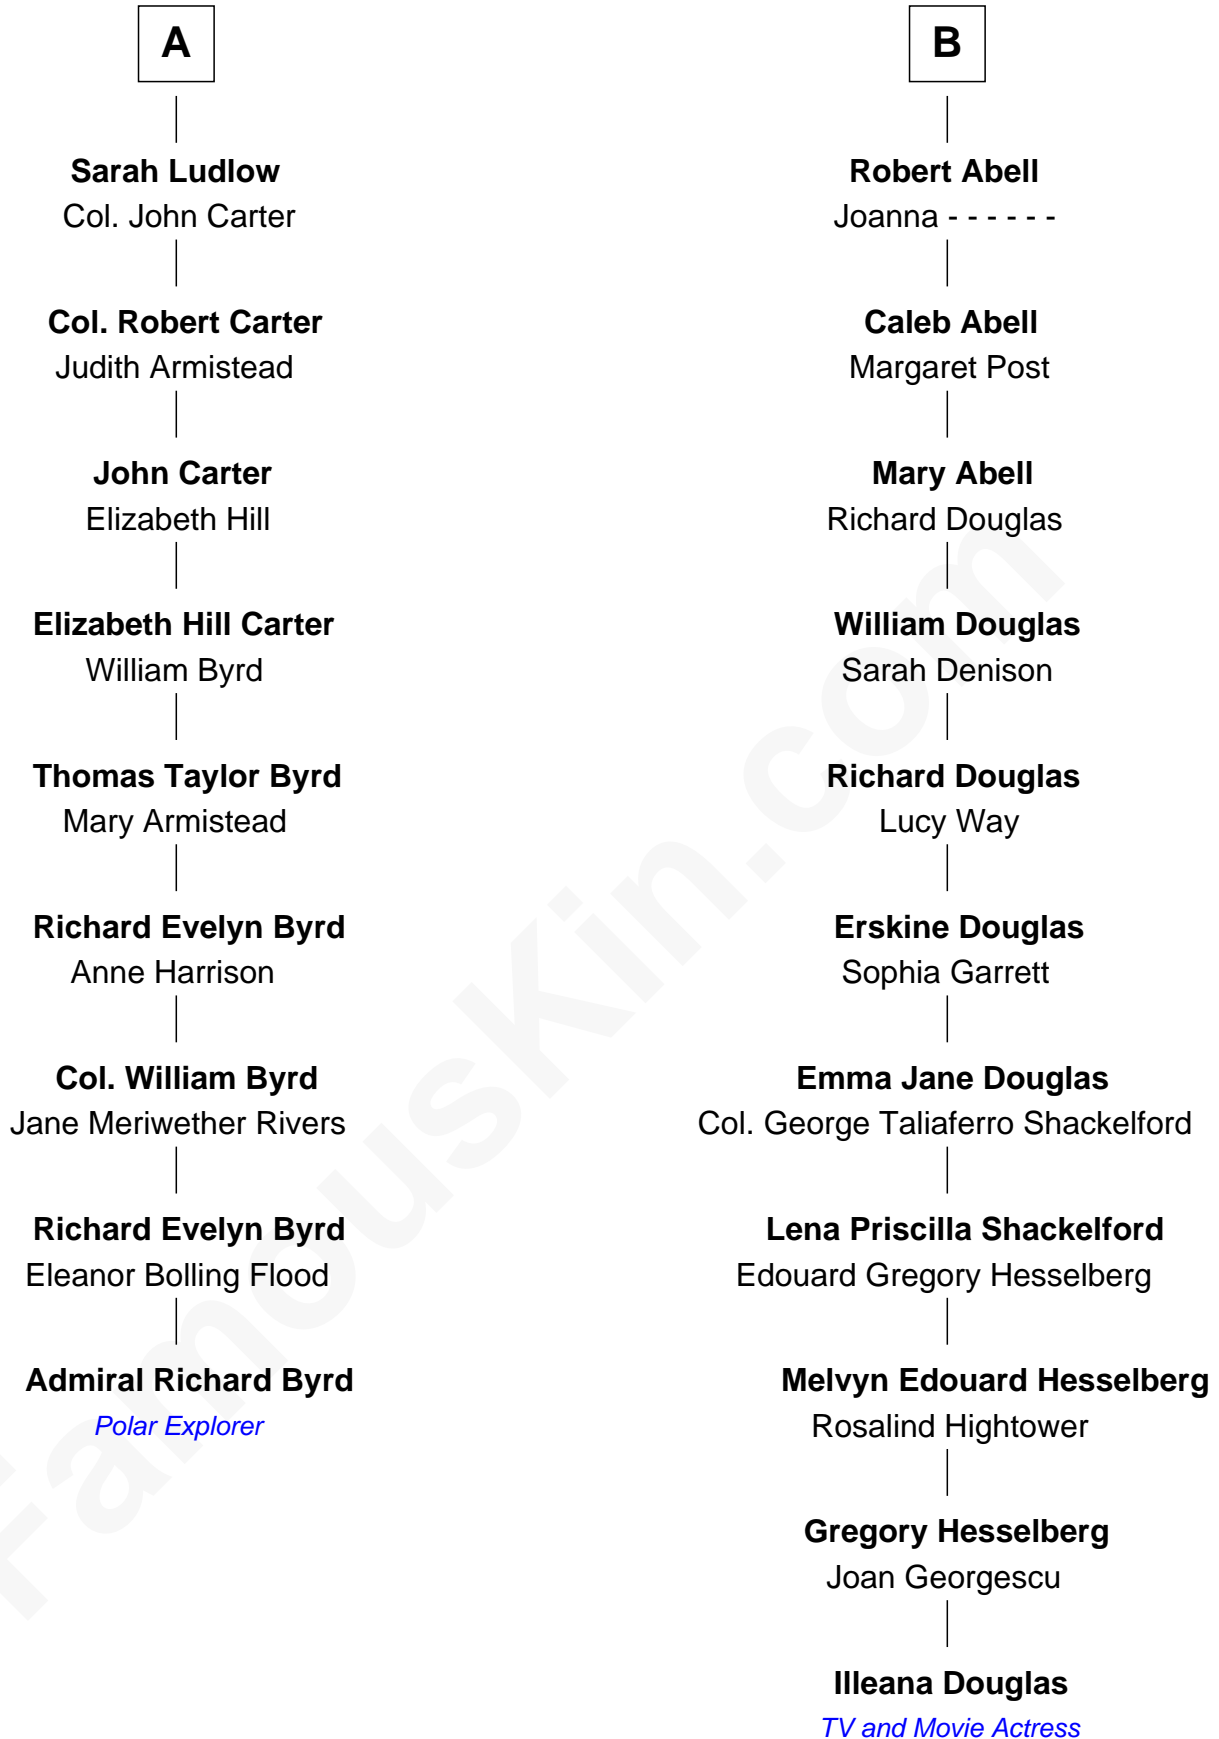 A
Sarah Ludlow
Col. John Carter
Col. Robert Carter
Judith Armistead
John Carter
Elizabeth Hill
Elizabeth Hill Carter
William Byrd
Thomas Taylor Byrd
Mary Armistead
Richard Evelyn Byrd
Anne Harrison
Col. William Byrd
Jane Meriwether Rivers
Richard Evelyn Byrd
Eleanor Bolling Flood
Admiral Richard Byrd
Polar Explorer
B
Robert Abell
Joanna - - - - - -
Caleb Abell
Margaret Post
Mary Abell
Richard Douglas
William Douglas
Sarah Denison
Richard Douglas
Lucy Way
Erskine Douglas
Sophia Garrett
Emma Jane Douglas
Col. George Taliaferro Shackelford
Lena Priscilla Shackelford
Edouard Gregory Hesselberg
Melvyn Edouard Hesselberg
Rosalind Hightower
Gregory Hesselberg
Joan Georgescu
Illeana Douglas
TV and Movie Actress
FamousKin.com